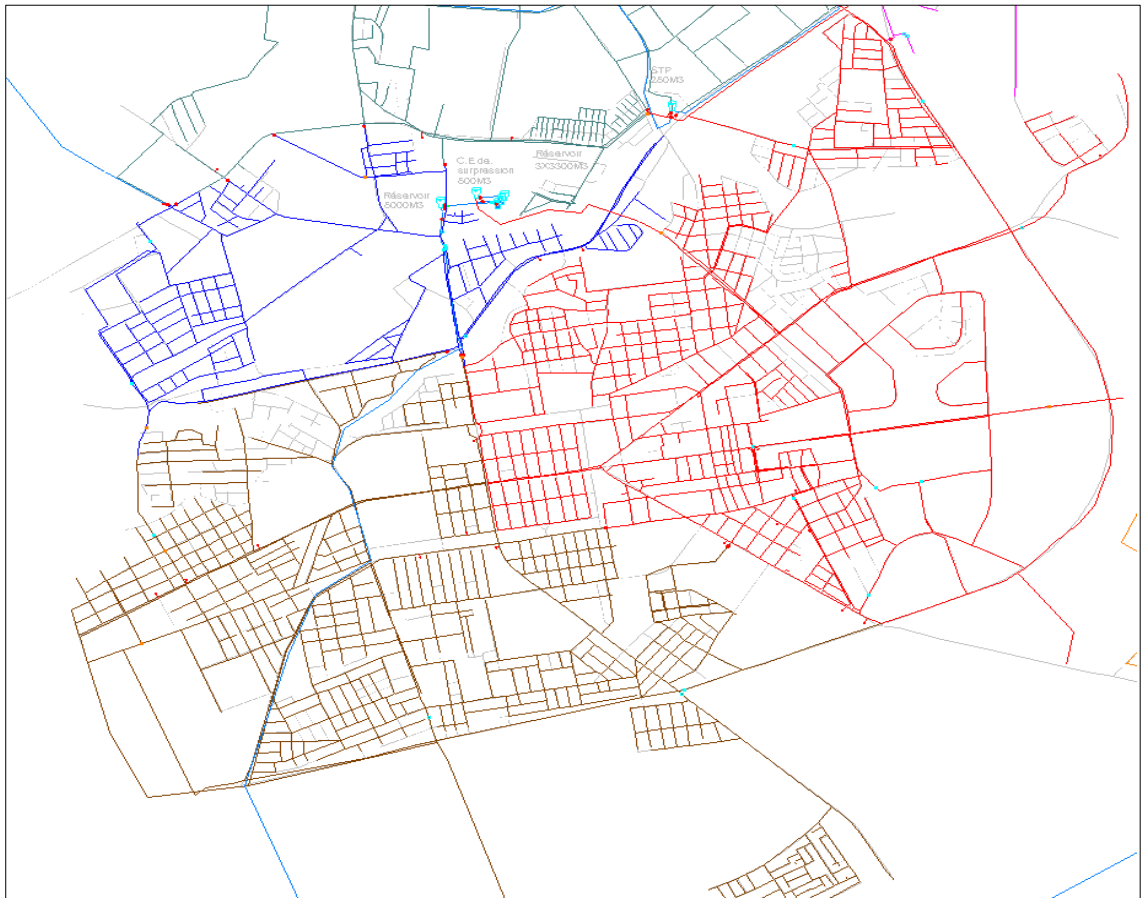 STP
250M3
C.E de
surpression
500M3
Réservoir
3X3300M3
Réservoir
5000M3